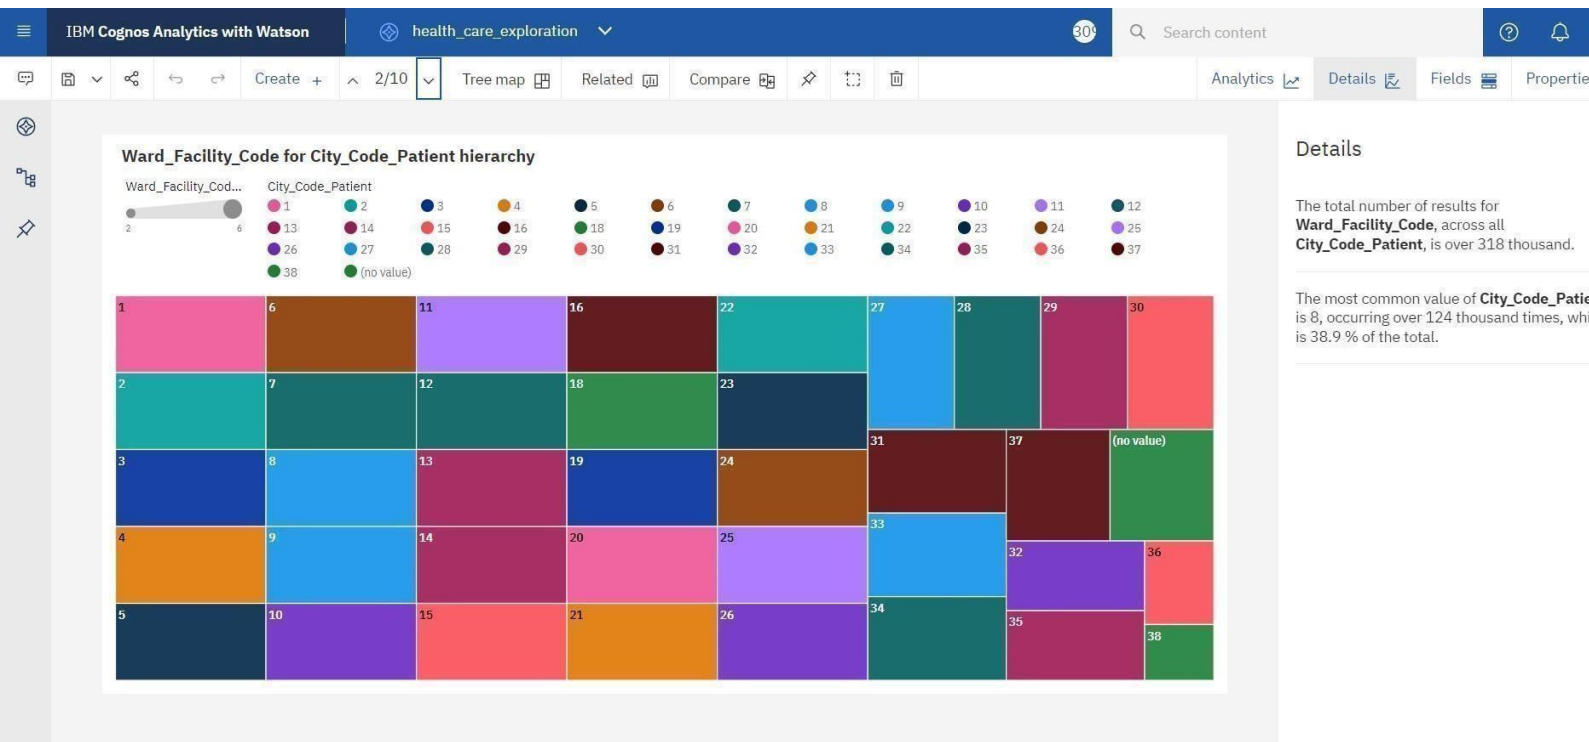 IBM Cognos Analytics with Watson
health_care_exploration
Search content
Create +
2/10
Tree map
Related
Compare
Analytics
Details
Fields
Propertie
Ward_Facility_Code for City_Code_Patient hierarchy
Ward_Facility_Cod...
2 6
City_Code_Patient
1 2 3 4 5 6 7 8 9 10 11 12
13 14 15 16 18 19 20 21 22 23 24 25
26 27 28 29 30 31 32 33 34 35 36 37
38 (no value)
1 6 11 16 22 27 28 29 30
2 7 12 18 23
31 37 (no value)
3 8 13 19 24
33
4 9 14 20 25
32 36
34
5 10 15 21 26
35
38
Details
The total number of results for
Ward_Facility_Code, across all
City_Code_Patient, is over 318 thousand.
The most common value of City_Code_Patie
is 8, occurring over 124 thousand times, whi
is 38.9 % of the total.